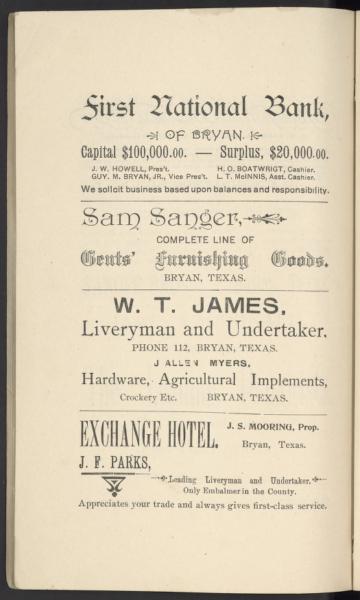 First National Bank,
OF BRYAN.
Capital $100,000.00. — Surplus, $20,000.00.
J. W. HOWELL, Pres't. H. O. BOATWRIGT, Cashier.
GUY. M. BRYAN, JR., Vice Pres't. L. T. McINNIS, Asst. Cashier.
We solicit business based upon balances and responsibility.
Sam Sanger,
COMPLETE LINE OF
Gents' Furnishing Goods.
BRYAN, TEXAS.
W. T. JAMES,
Liveryman and Undertaker.
PHONE 112, BRYAN, TEXAS.
J ALLEN MYERS,
Hardware, Agricultural Implements,
Crockery Etc. BRYAN, TEXAS.
EXCHANGE HOTEL. J. S. MOORING, Prop.
Bryan, Texas.
J. F. PARKS,
Leading Liveryman and Undertaker.
Only Embalmer in the County.
Appreciates your trade and always gives first-class service.